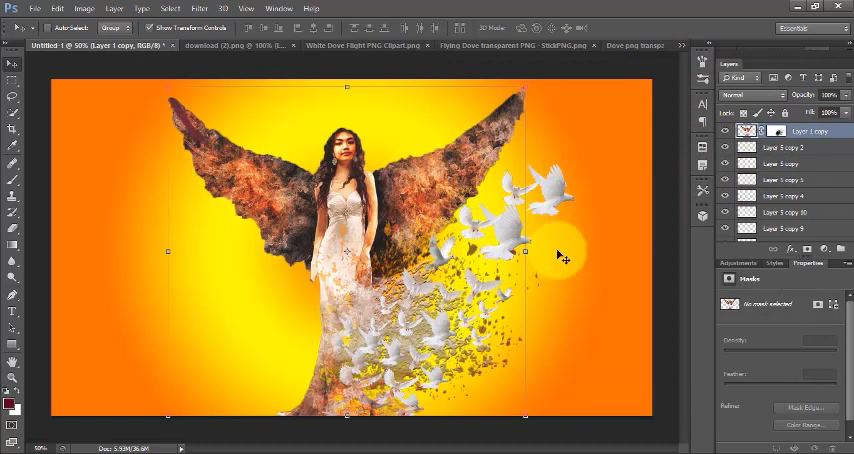 Ps File Edit Image Layer Type Select Filter 3D View Window Help
Auto-Select: Group Show Transform Controls 3D Mode: Essentials
Untitled-1 @ 50% (Layer 1 copy, RGB/8) * × download (2).png @ 100% (L... × White Dove Flight PNG Clipart.png × Flying Dove transparent PNG - StickPNG.png × Dove png transpa
Layers
Kind
Normal Opacity: 100%
Lock: Fill: 100%
Layer 1 copy
Layer 5 copy 2
Layer 5 copy
Layer 5 copy 4
Layer 5 copy 10
Layer 5 copy 9
fx
Adjustments Styles Properties
Masks
No mask selected
Density:
Feather:
Refine: Mask Edge...
Color Range...
50% Doc: 5.93M/36.6M